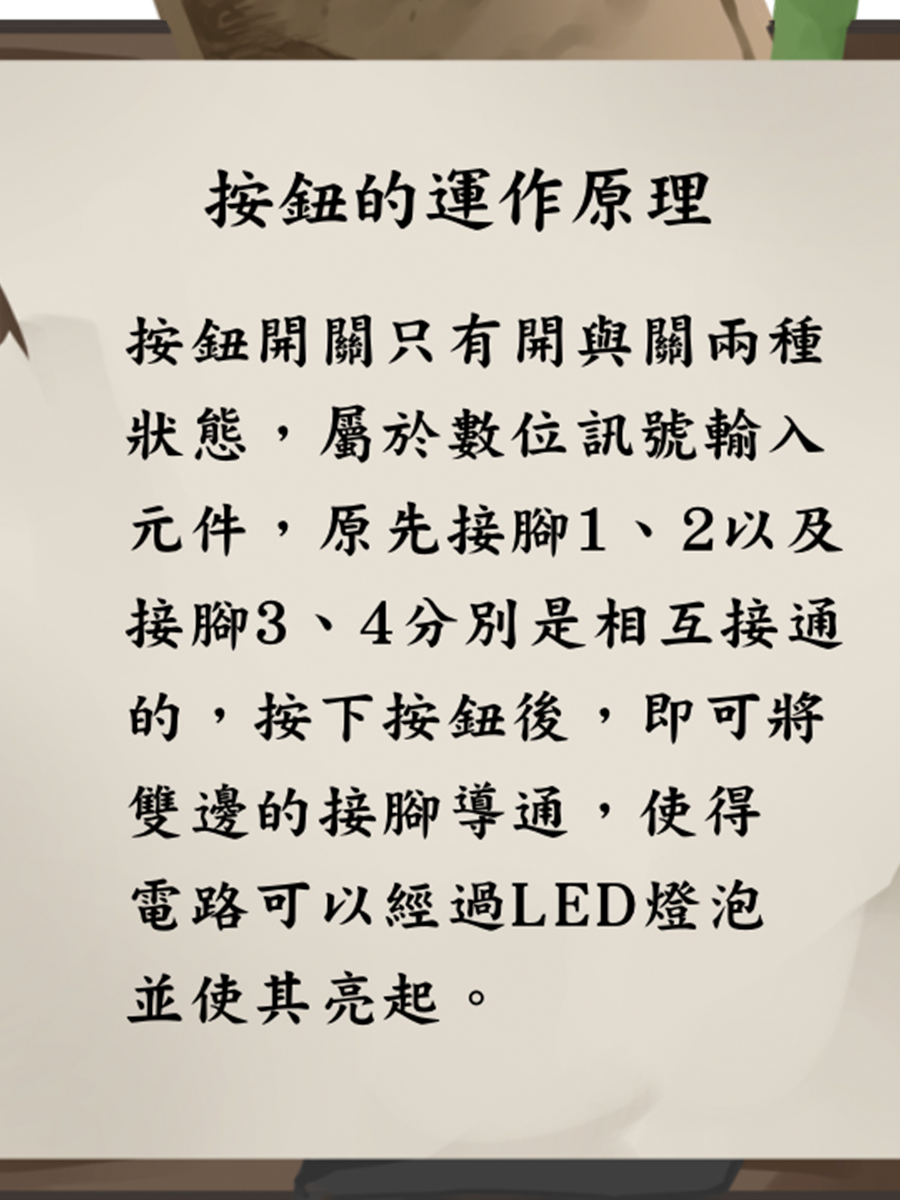 按鈕的運作原理
按鈕開關只有開與關兩種
狀態，屬於數位訊號輸入
元件，原先接腳1、2以及
接腳3、4分別是相互接通
的，按下按鈕後，即可將
雙邊的接腳導通，使得
電路可以經過LED燈泡
並使其亮起。